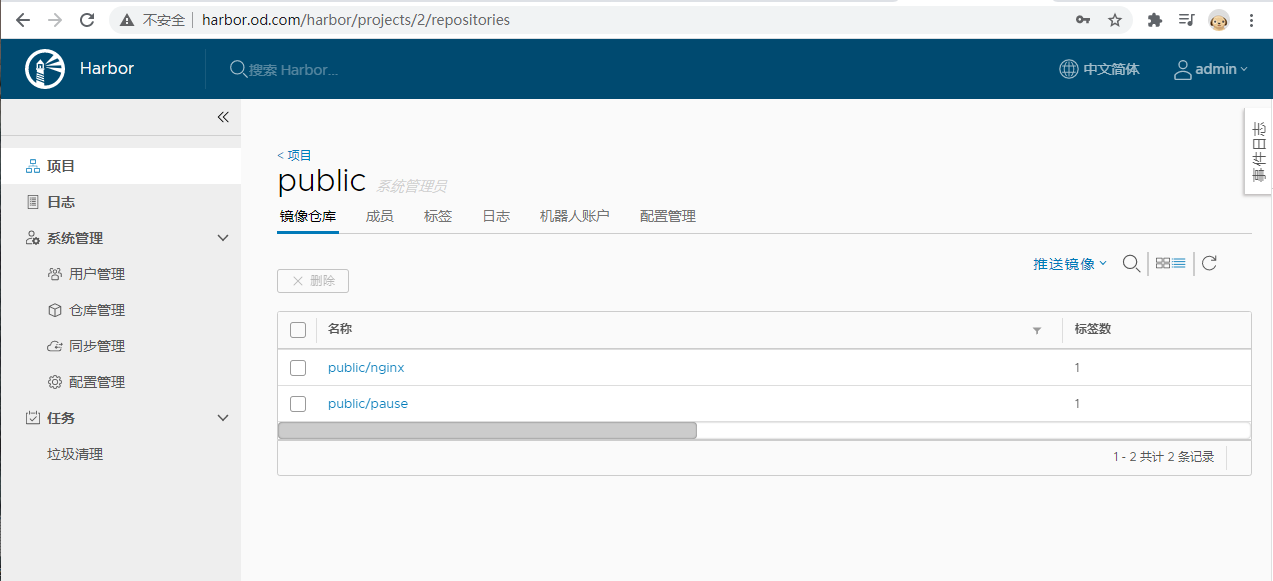 不安全 harbor.od.com/harbor/projects/2/repositories
Harbor 搜索 Harbor... 中文简体 admin
事件日志
项目
日志
系统管理
用户管理
仓库管理
同步管理
配置管理
任务
垃圾清理
< 项目
public 系统管理员
镜像仓库 成员 标签 日志 机器人账户 配置管理
推送镜像
删除
名称 标签数
public/nginx 1
public/pause 1
1 - 2 共计 2 条记录